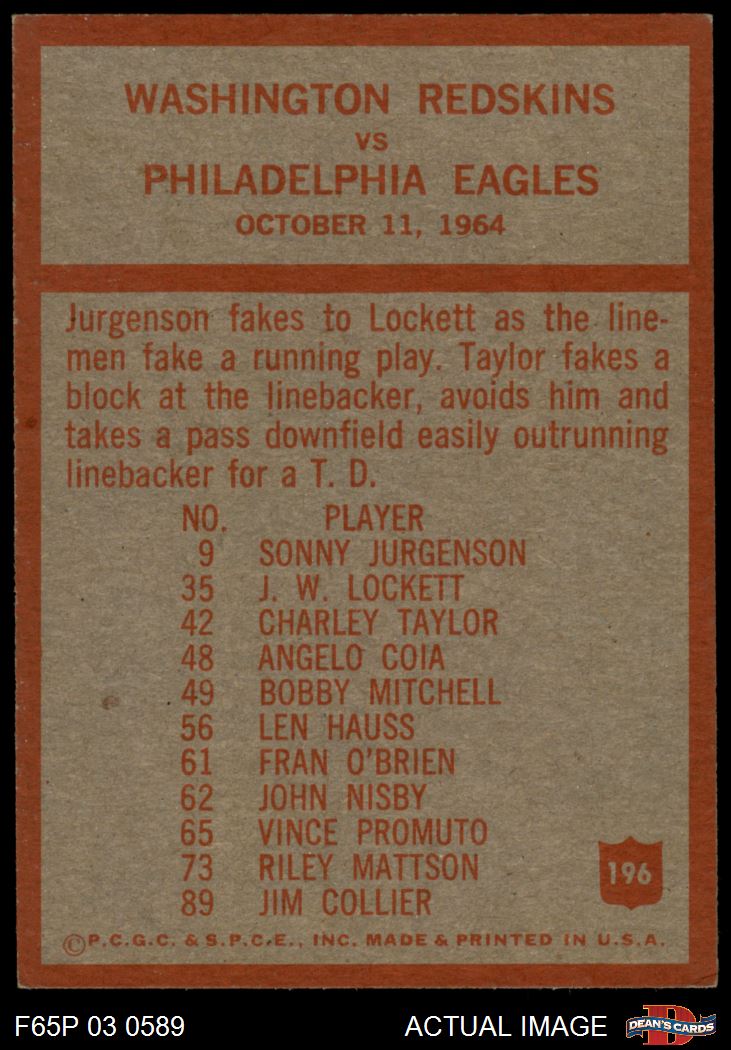 WASHINGTON REDSKINS
VS
PHILADELPHIA EAGLES
OCTOBER 11, 1964
Jurgenson fakes to Lockett as the line-
men fake a running play. Taylor fakes a
block at the linebacker, avoids him and
takes a pass downfield easily outrunning
linebacker for a T. D.
NO. PLAYER
9 SONNY JURGENSON
35 J. W. LOCKETT
42 CHARLEY TAYLOR
48 ANGELO COIA
49 BOBBY MITCHELL
56 LEN HAUSS
61 FRAN O'BRIEN
62 JOHN NISBY
65 VINCE PROMUTO
73 RILEY MATTSON
89 JIM COLLIER
196
©P.C.G.C. & S.P.C.E., INC. MADE & PRINTED IN U.S.A.
F65P 03 0589 ACTUAL IMAGE D DEAN'S CARDS